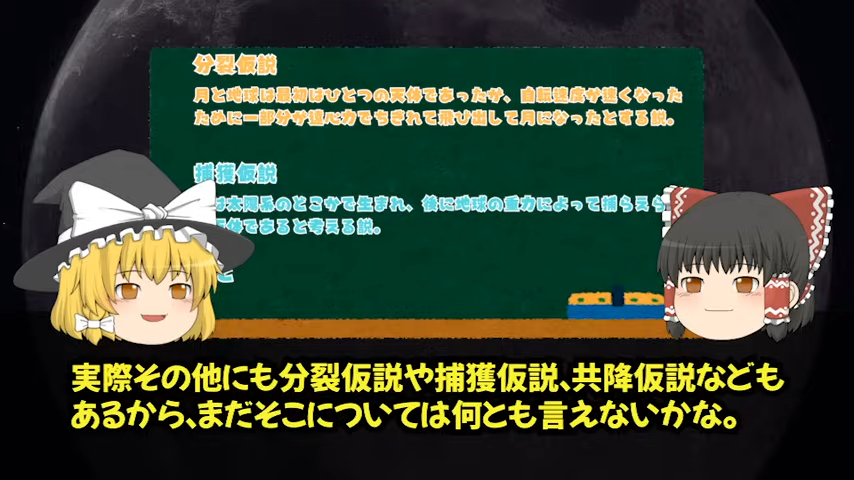 分裂仮説
月と地球は最初はひとつの天体であったが、自転速度が速くなった
ために一部分が遠心力でちぎれて飛び出して月になったとする説。
捕獲仮説
は太陽系のどこかで生まれ、後に地球の重力によって捕らえら
天体であると考える説。
実際その他にも分裂仮説や捕獲仮説、共降仮説なども
あるから、まだそこについては何とも言えないかな。